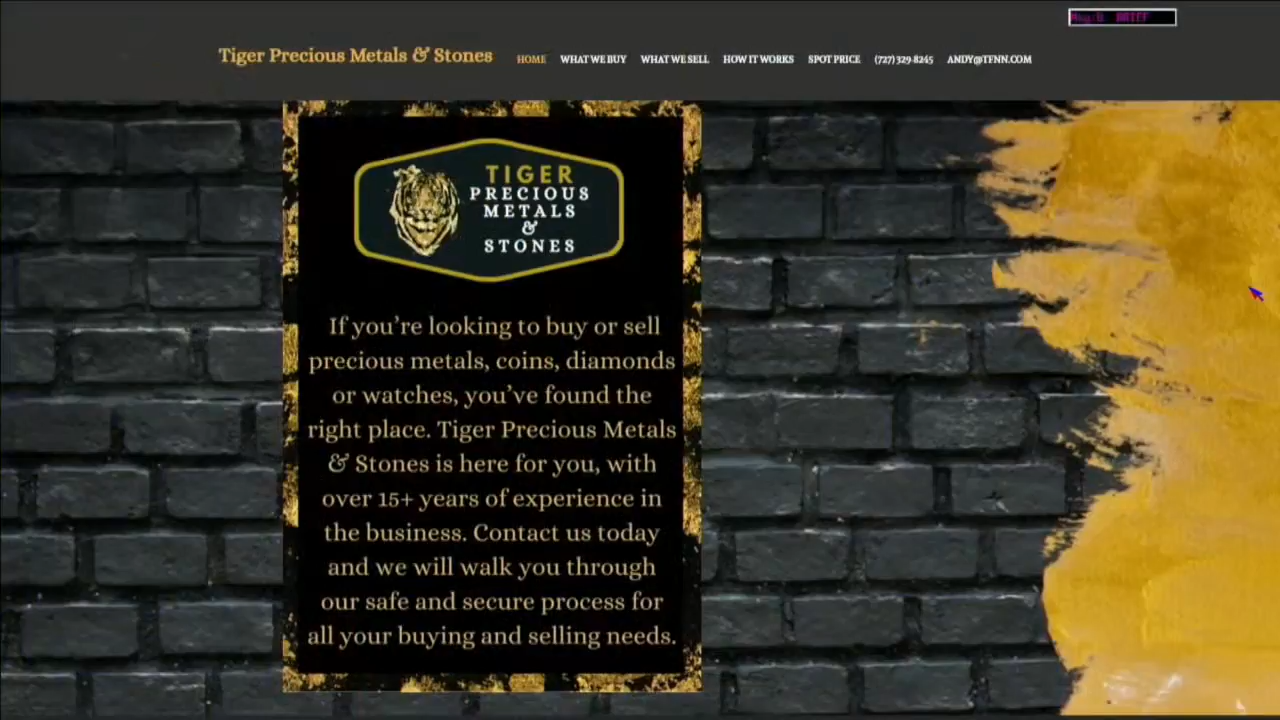 Tiger Precious Metals & Stones
HOME WHAT WE BUY WHAT WE SELL HOW IT WORKS SPOT PRICE (727) 329-8245 ANDY@TFNN.COM
TIGER
PRECIOUS
METALS
&
STONES
If you’re looking to buy or sell
precious metals, coins, diamonds
or watches, you’ve found the
right place. Tiger Precious Metals
& Stones is here for you, with
over 15+ years of experience in
the business. Contact us today
and we will walk you through
our safe and secure process for
all your buying and selling needs.